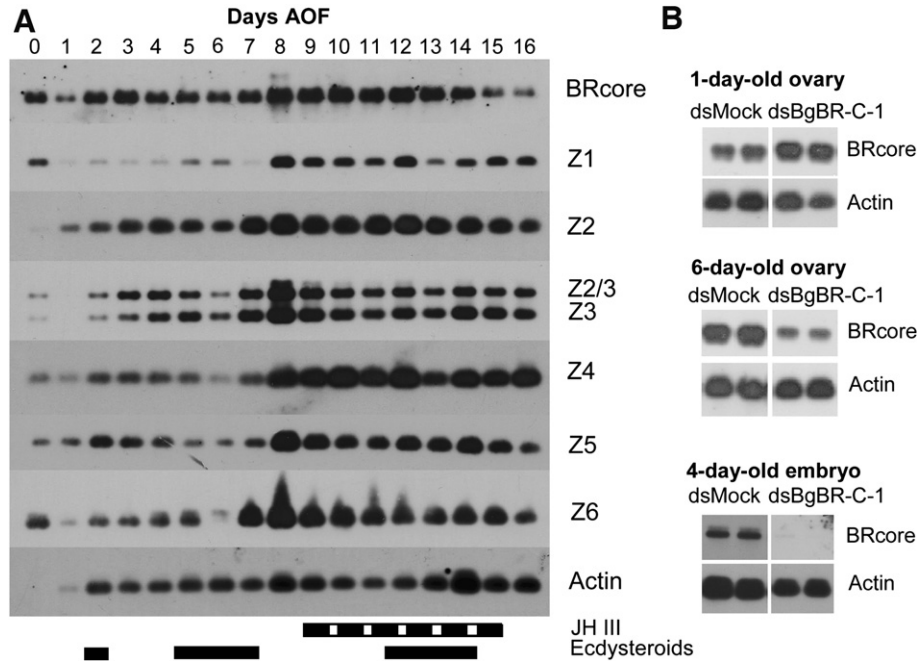 A
Days AOF
0 1 2 3 4 5 6 7 8 9 10 11 12 13 14 15 16
BRcore
Z1
Z2
Z2/3
Z3
Z4
Z5
Z6
Actin
JH III
Ecdysteroids
B
1-day-old ovary
dsMock dsBgBR-C-1
BRcore
Actin
6-day-old ovary
dsMock dsBgBR-C-1
BRcore
Actin
4-day-old embryo
dsMock dsBgBR-C-1
BRcore
Actin